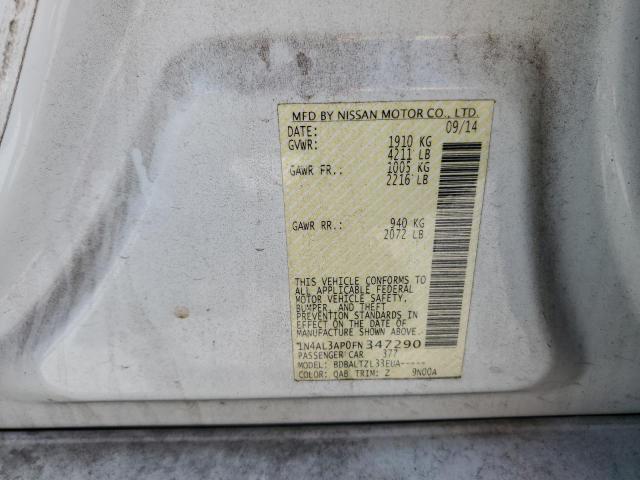 MFD BY NISSAN MOTOR CO., LTD.
DATE: 09/14
GVWR: 1910 KG
4211 LB
GAWR FR.: 1005 KG
2216 LB
GAWR RR.: 940 KG
2072 LB
THIS VEHICLE CONFORMS TO
ALL APPLICABLE FEDERAL
MOTOR VEHICLE SAFETY,
BUMPER, AND THEFT
PREVENTION STANDARDS IN
EFFECT ON THE DATE OF
MANUFACTURE SHOWN ABOVE.
1N4AL3AP0FN347290
PASSENGER CAR 377
MODEL: BDBALTZL33EUA-----
COLOR: QAB TRIM: Z 9N00A